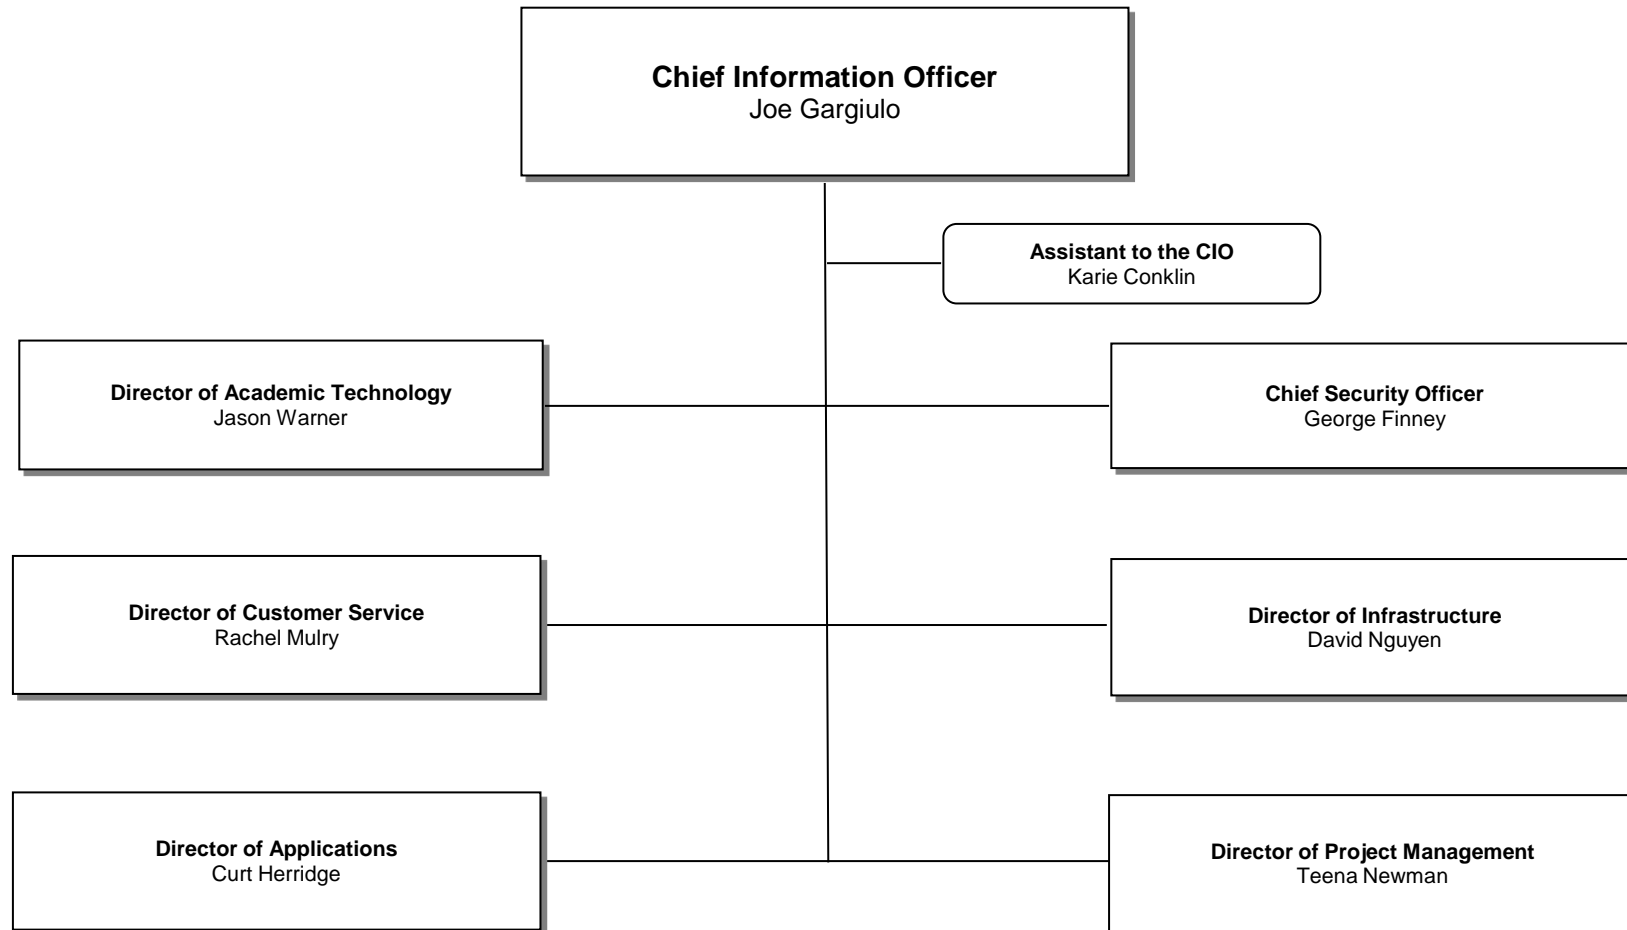 Chief Information Officer
Joe Gargiulo
Assistant to the CIO
Karie Conklin
Director of Academic Technology
Jason Warner
Chief Security Officer
George Finney
Director of Customer Service
Rachel Mulry
Director of Infrastructure
David Nguyen
Director of Applications
Curt Herridge
Director of Project Management
Teena Newman